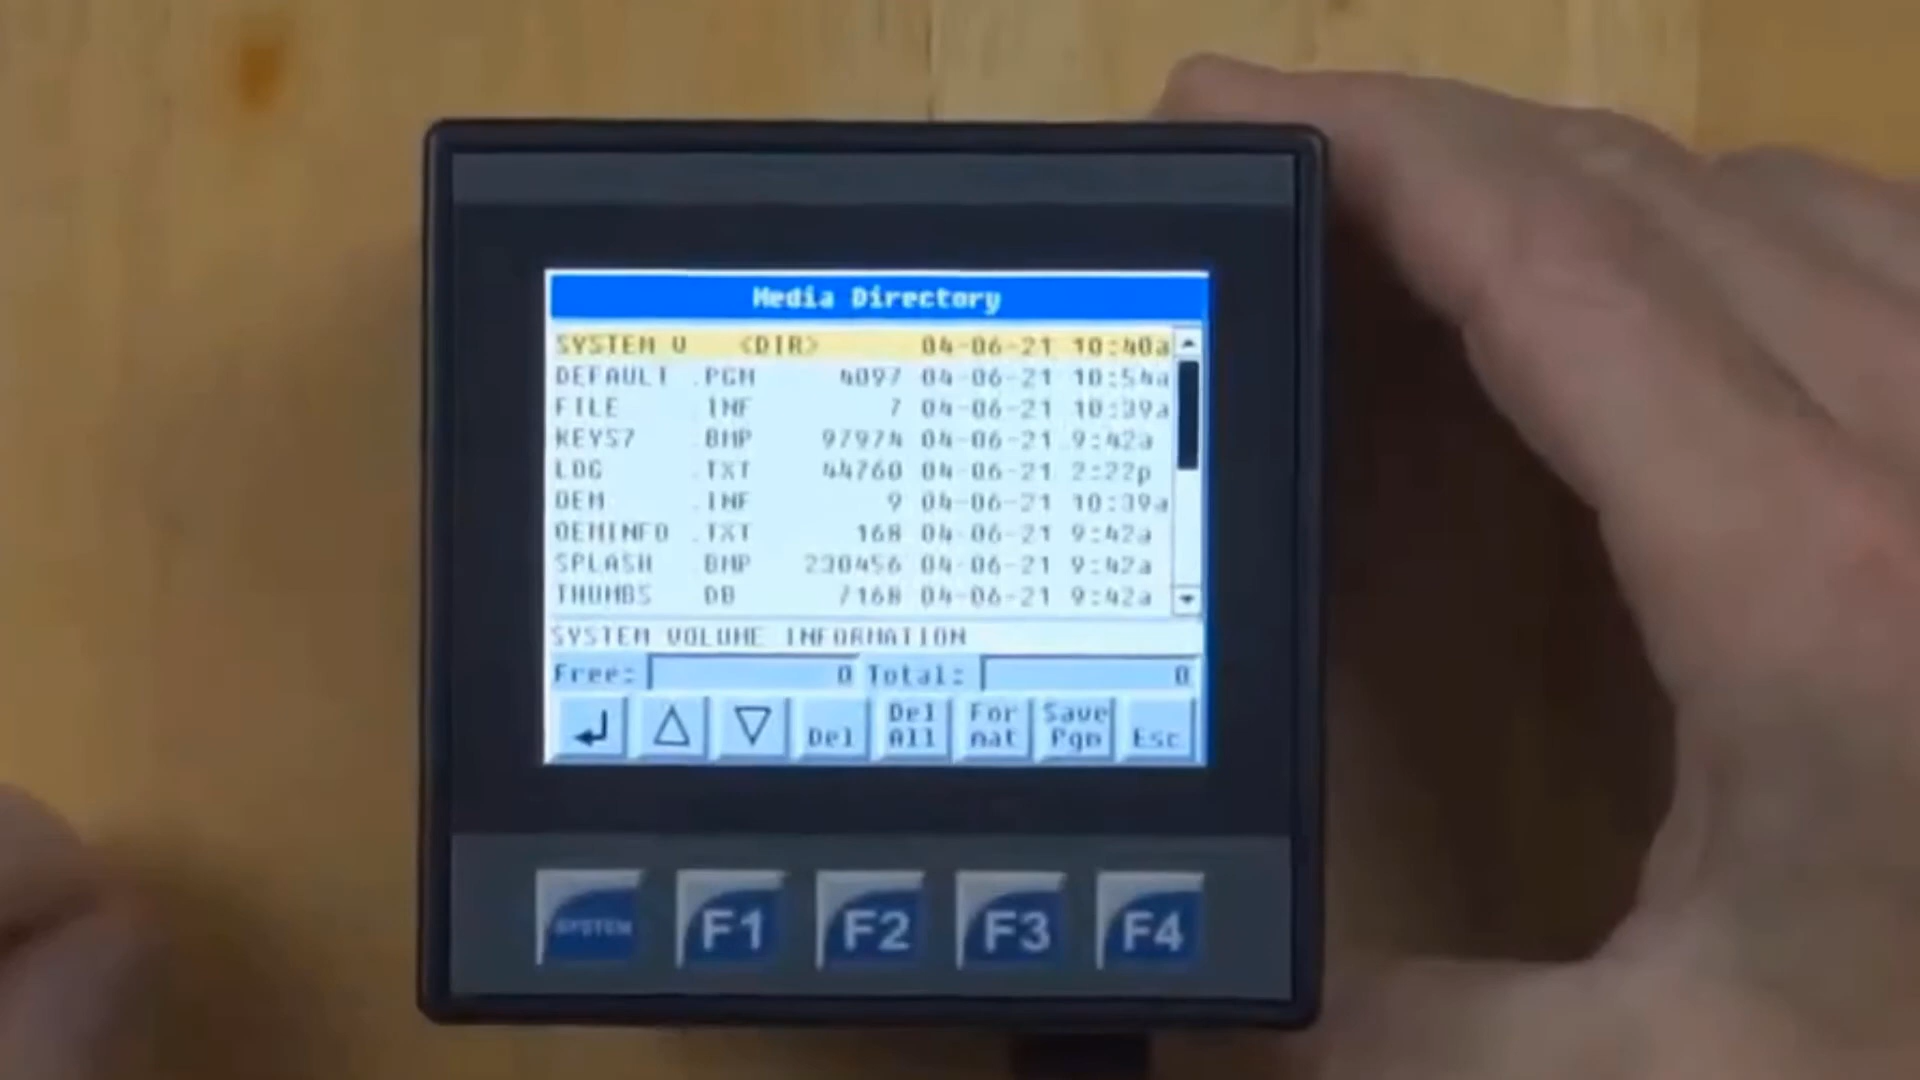 Media Directory
SYSTEM V <DIR> 04-06-21 10:40a
DEFAULT .PGM 4097 04-06-21 10:54a
FILE .INF 7 04-06-21 10:39a
KEYS7 .BMP 97974 04-06-21 9:42a
LOG .TXT 44760 04-06-21 2:22p
OEM .INF 9 04-06-21 10:39a
OEMINFO .TXT 168 04-06-21 9:42a
SPLASH .BMP 230456 04-06-21 9:42a
THUMBS .DB 7168 04-06-21 9:42a
SYSTEM VOLUME INFORMATION
Free: 0 Total: 0
Del Del All For mat Save Pgm Esc
SYSTEM F1 F2 F3 F4